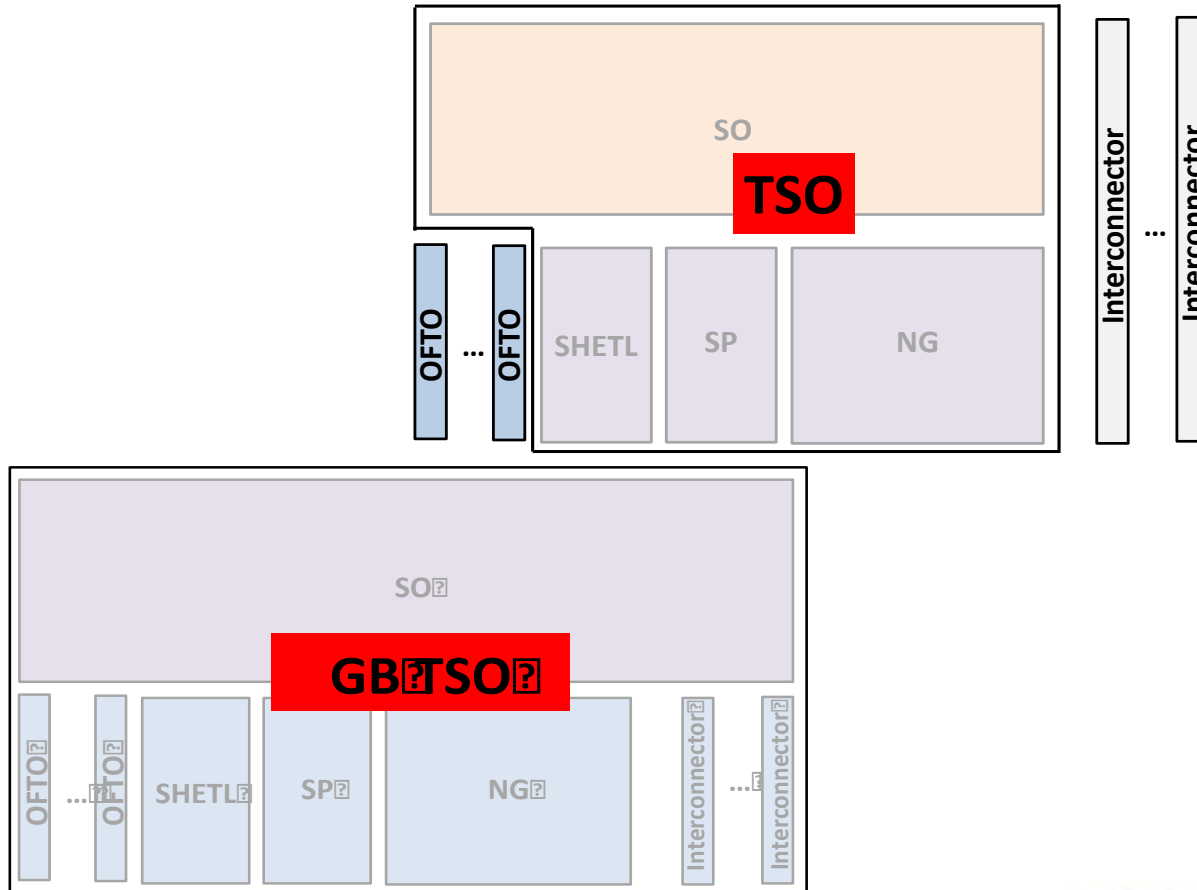 SO
TSO
Interconnector
...
Interconnector
OFTO
...
OFTO
SHETL
SP
NG
SO⍰
GB⍰TSO⍰
OFTO⍰
...⍰
OFTO⍰
SHETL⍰
SP⍰
NG⍰
Interconnector⍰
...⍰
Interconnector⍰